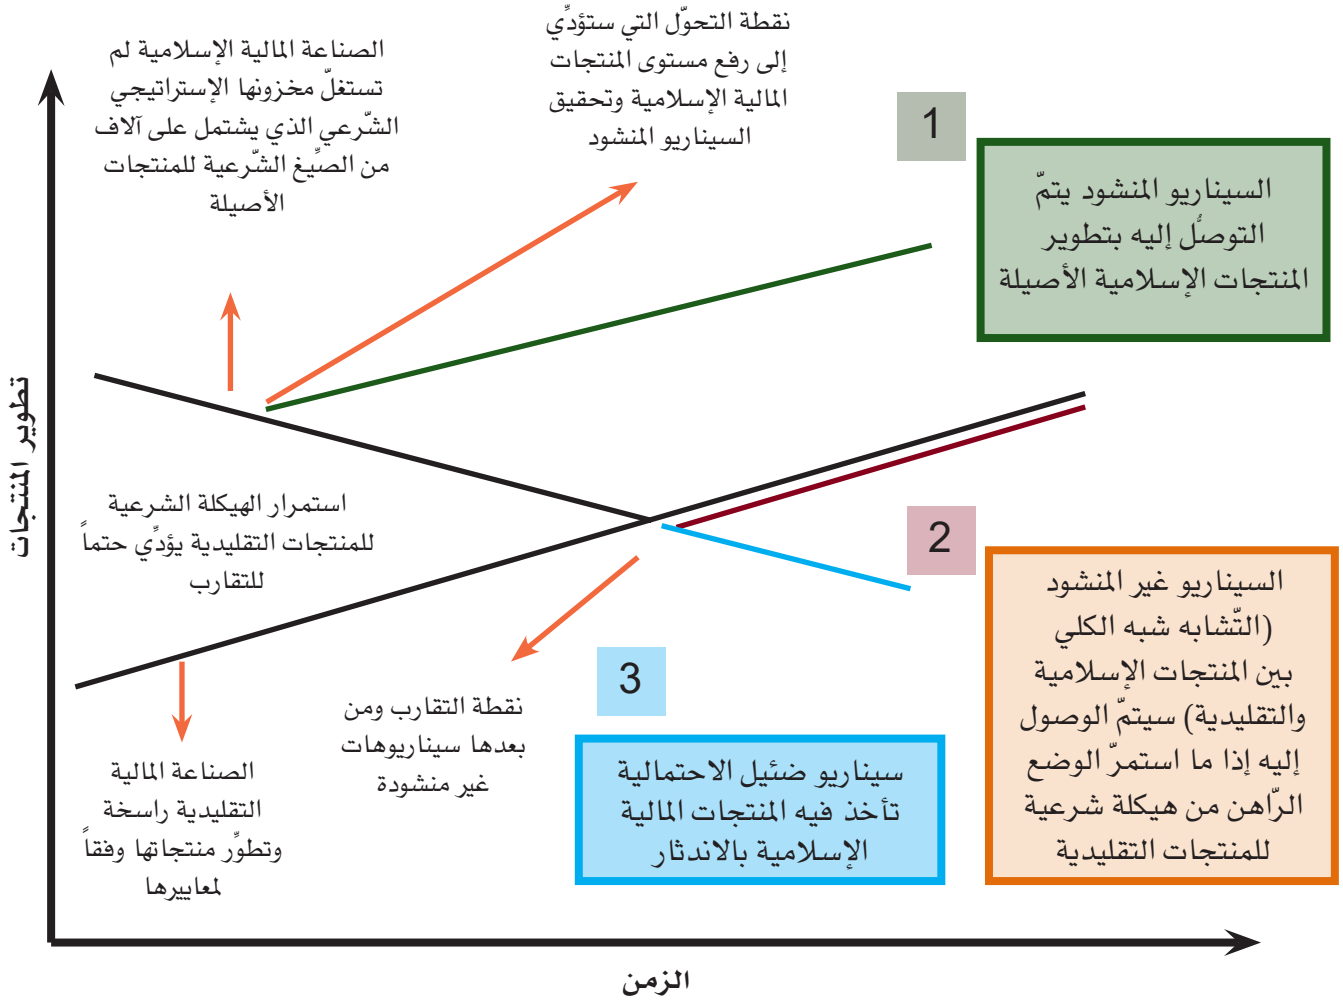 نقطة التحوّل التي ستؤدِّي
إلى رفع مستوى المنتجات
المالية الإسلامية وتحقيق
السيناريو المنشود
الصناعة المالية الإسلامية لم
تستغلّ مخزونها الإستراتيجي
الشّرعي الذي يشتمل على آلاف
من الصيِّغ الشّرعية للمنتجات
الأصيلة
1
السيناريو المنشود يتمّ
التوصلُّ إليه بتطوير
المنتجات الإسلامية الأصيلة
تطوير المنتجات
استمرار الهيكلة الشرعية
للمنتجات التقليدية يؤدِّي حتماً
للتقارب
2
السيناريو غير المنشود
(التّشابه شبه الكلي
بين المنتجات الإسلامية
والتقليدية) سيتمّ الوصول
إليه إذا ما استمرّ الوضع
الرّاهن من هيكلة شرعية
للمنتجات التقليدية
3
سيناريو ضئيل الاحتمالية
تأخذ فيه المنتجات المالية
الإسلامية بالاندثار
نقطة التقارب ومن
بعدها سيناريوهات
غير منشودة
الصناعة المالية
التقليدية راسخة
وتطوِّر منتجاتها وفقاً
لمعاييرها
الزمن